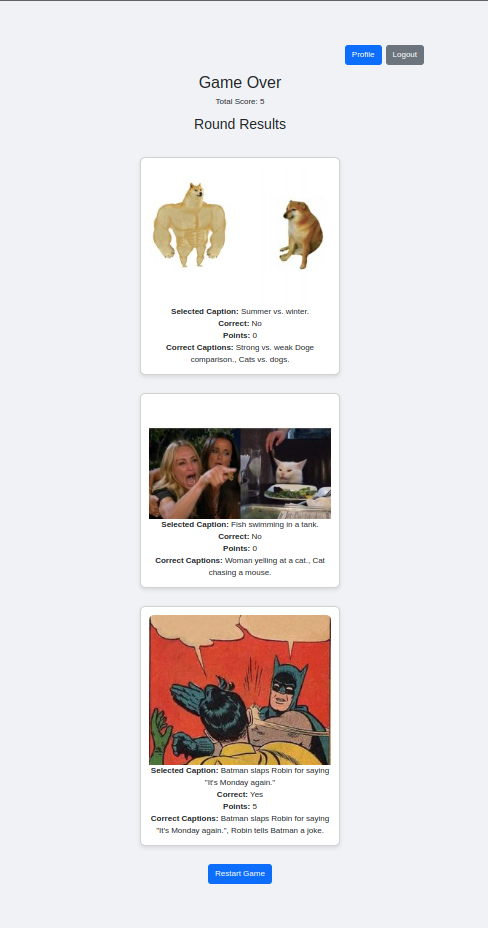 Profile Logout
Game Over
Total Score: 5
Round Results
Selected Caption: Summer vs. winter.
Correct: No
Points: 0
Correct Captions: Strong vs. weak Doge
comparison., Cats vs. dogs.
Selected Caption: Fish swimming in a tank.
Correct: No
Points: 0
Correct Captions: Woman yelling at a cat., Cat
chasing a mouse.
Selected Caption: Batman slaps Robin for saying
"It's Monday again."
Correct: Yes
Points: 5
Correct Captions: Batman slaps Robin for saying
"It's Monday again.", Robin tells Batman a joke.
Restart Game